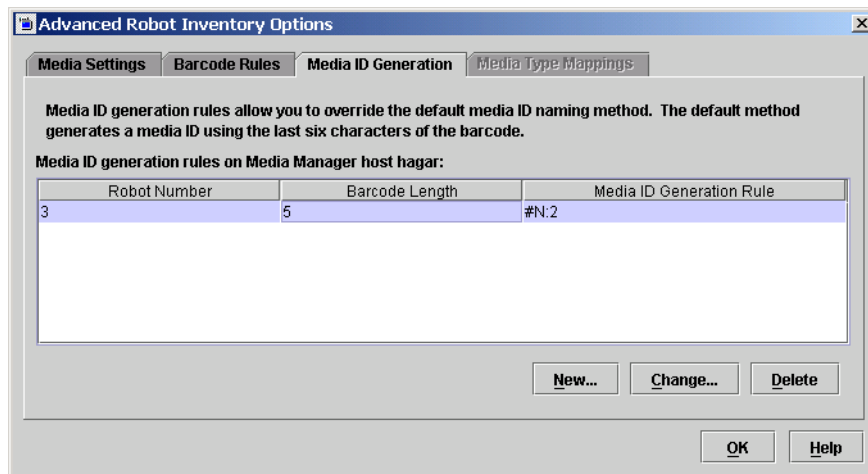 Advanced Robot Inventory Options
Media Settings Barcode Rules Media ID Generation Media Type Mappings
Media ID generation rules allow you to override the default media ID naming method. The default method
generates a media ID using the last six characters of the barcode.
Media ID generation rules on Media Manager host hagar:
Robot Number Barcode Length Media ID Generation Rule
3 5 #N:2
New... Change... Delete
OK Help